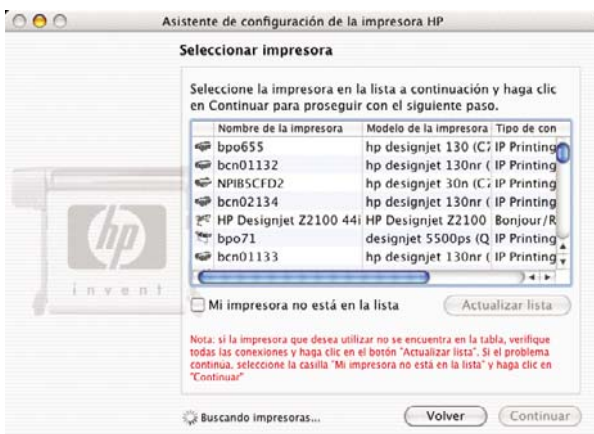 Asistente de configuración de la impresora HP
Seleccionar impresora
Seleccione la impresora en la lista a continuación y haga clic
en Continuar para proseguir con el siguiente paso.
Nombre de la impresora Modelo de la impresora Tipo de con
bpo655 hp designjet 130 (C7 IP Printing
bcn01132 hp designjet 130nr ( IP Printing
NPIB5CFD2 hp designjet 30n (C7 IP Printing
bcn02134 hp designjet 130nr ( IP Printing
HP Designjet Z2100 44i HP Designjet Z2100 Bonjour/R
bpo71 designjet 5500ps (Q IP Printing
bcn01133 hp designjet 130nr ( IP Printing
hp
invent
Mi impresora no está en la lista Actualizar lista
Nota: si la impresora que desea utilizar no se encuentra en la tabla, verifique
todas las conexiones y haga clic en el botón "Actualizar lista". Si el problema
continúa, seleccione la casilla "Mi impresora no está en la lista" y haga clic en
"Continuar"
Buscando impresoras... Volver Continuar